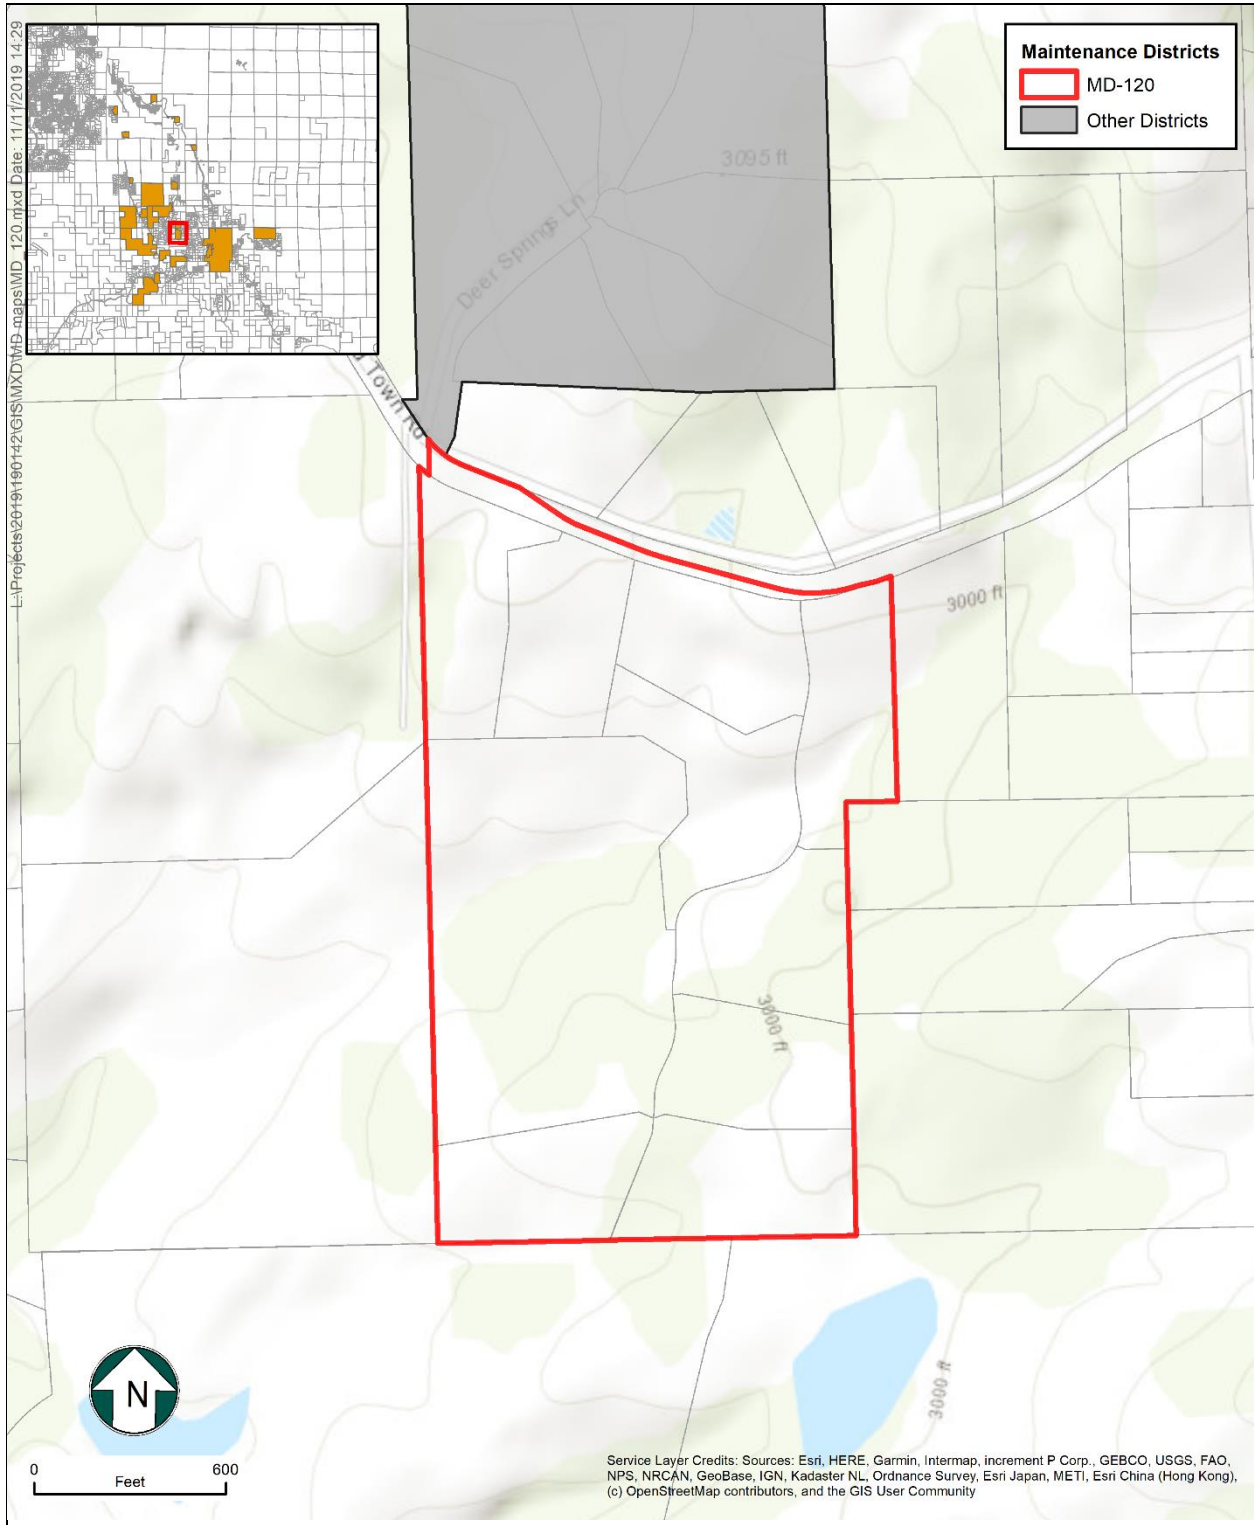 L:\Projects\2019\190142\GIS\MXD\MD maps\MD_120.mxd Date: 11/11/2019 14:29
Maintenance Districts
MD-120
Other Districts
3095 ft
Deer Springs Ln
Town Rd
3000 ft
3000 ft
3000 ft
N
0 600
Feet
Service Layer Credits: Sources: Esri, HERE, Garmin, Intermap, increment P Corp., GEBCO, USGS, FAO,
NPS, NRCAN, GeoBase, IGN, Kadaster NL, Ordnance Survey, Esri Japan, METI, Esri China (Hong Kong),
(c) OpenStreetMap contributors, and the GIS User Community